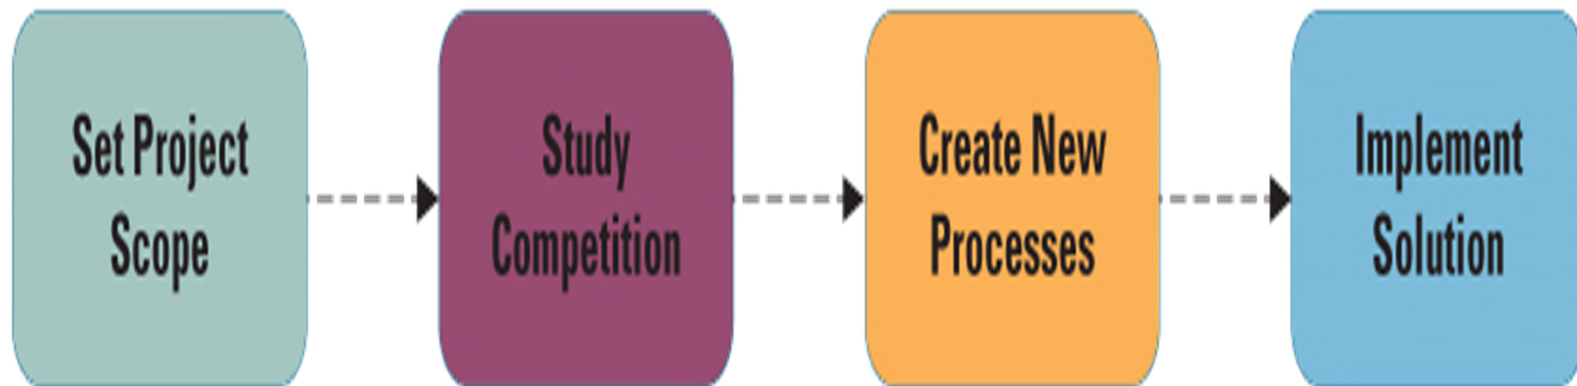 Set Project
Scope
Study
Competition
Create New
Processes
Implement
Solution